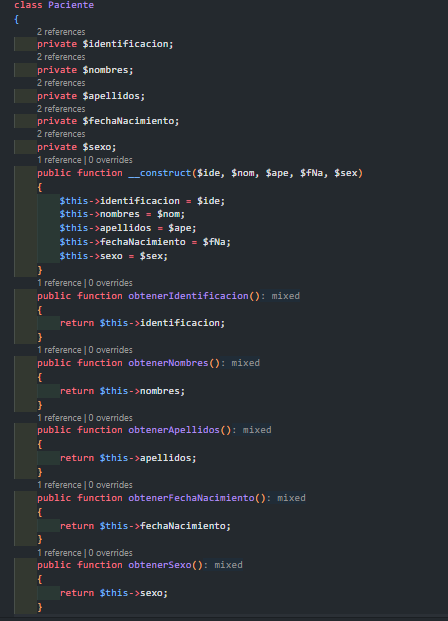 class Paciente
{
2 references
private $identificacion;
2 references
private $nombres;
2 references
private $apellidos;
2 references
private $fechaNacimiento;
2 references
private $sexo;
1 reference | 0 overrides
public function __construct($ide, $nom, $ape, $fNa, $sex)
{
$this->identificacion = $ide;
$this->nombres = $nom;
$this->apellidos = $ape;
$this->fechaNacimiento = $fNa;
$this->sexo = $sex;
}
1 reference | 0 overrides
public function obtenerIdentificacion(): mixed
{
return $this->identificacion;
}
1 reference | 0 overrides
public function obtenerNombres(): mixed
{
return $this->nombres;
}
1 reference | 0 overrides
public function obtenerApellidos(): mixed
{
return $this->apellidos;
}
1 reference | 0 overrides
public function obtenerFechaNacimiento(): mixed
{
return $this->fechaNacimiento;
}
1 reference | 0 overrides
public function obtenerSexo(): mixed
{
return $this->sexo;
}